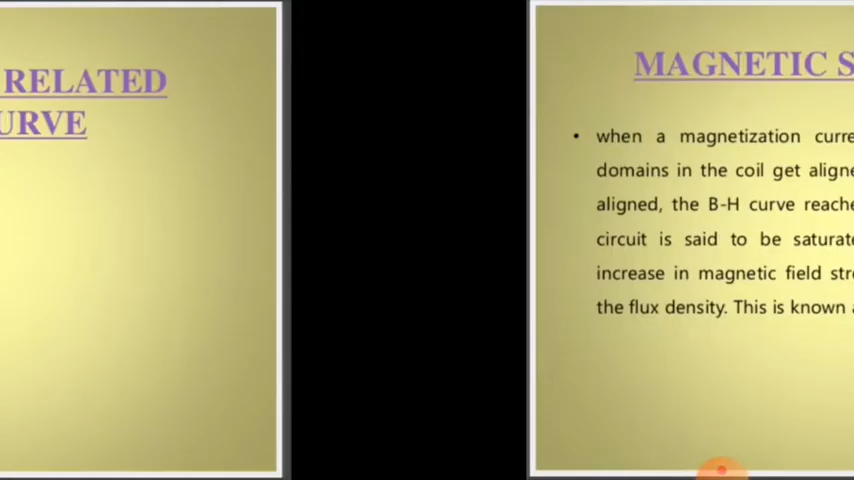 RELATED
URVE
MAGNETIC S
• when a magnetization curre
domains in the coil get aligne
aligned, the B-H curve reache
circuit is said to be saturate
increase in magnetic field stre
the flux density. This is known a